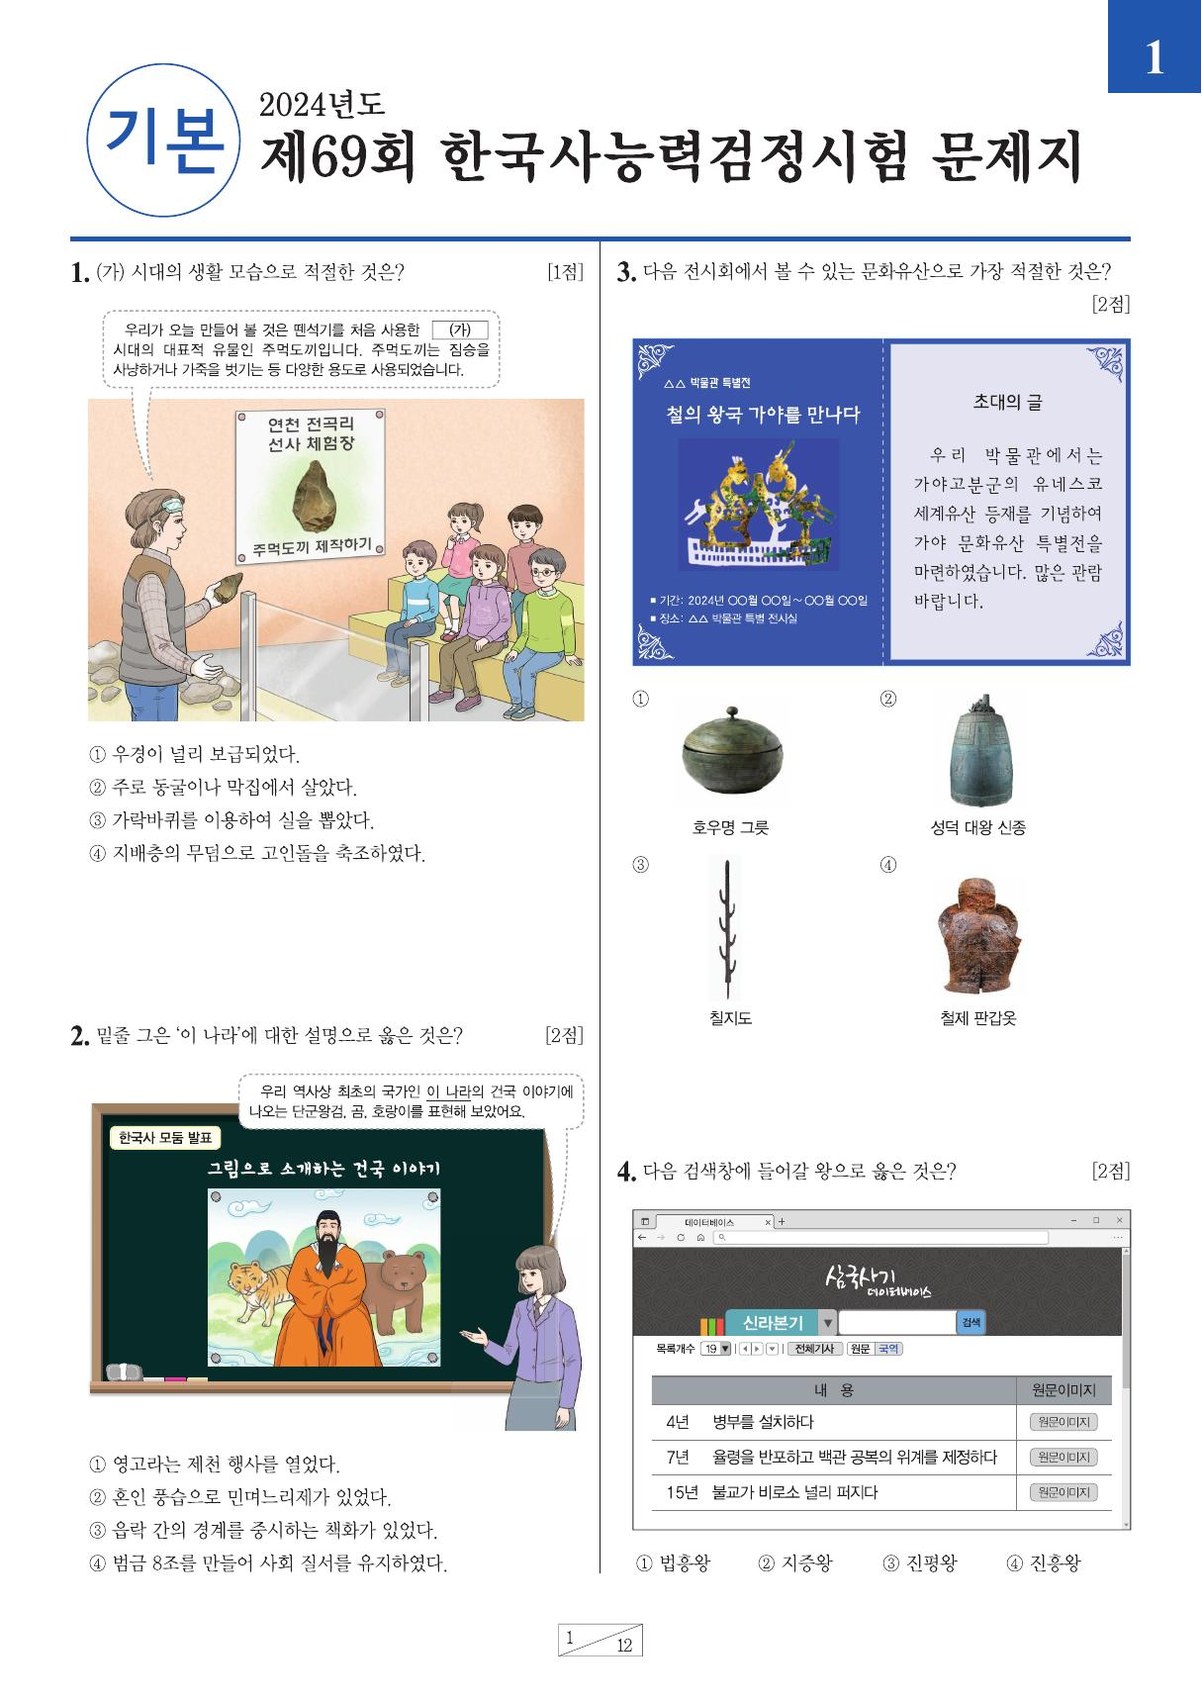 1
기본
2024년도
제69회 한국사능력검정시험 문제지
1. (가) 시대의 생활 모습으로 적절한 것은? [1점]
우리가 오늘 만들어 볼 것은 뗀석기를 처음 사용한 (가)
시대의 대표적 유물인 주먹도끼입니다. 주먹도끼는 짐승을
사냥하거나 가죽을 벗기는 등 다양한 용도로 사용되었습니다.
연천 전곡리
선사 체험장
주먹도끼 제작하기
① 우경이 널리 보급되었다.
② 주로 동굴이나 막집에서 살았다.
③ 가락바퀴를 이용하여 실을 뽑았다.
④ 지배층의 무덤으로 고인돌을 축조하였다.
2. 밑줄 그은 ‘이 나라’에 대한 설명으로 옳은 것은? [2점]
우리 역사상 최초의 국가인 이 나라의 건국 이야기에
나오는 단군왕검, 곰, 호랑이를 표현해 보았어요.
한국사 모둠 발표
그림으로 소개하는 건국 이야기
① 영고라는 제천 행사를 열었다.
② 혼인 풍습으로 민며느리제가 있었다.
③ 읍락 간의 경계를 중시하는 책화가 있었다.
④ 범금 8조를 만들어 사회 질서를 유지하였다.
3. 다음 전시회에서 볼 수 있는 문화유산으로 가장 적절한 것은?
[2점]
△△ 박물관 특별전
철의 왕국 가야를 만나다
■ 기간: 2024년 ○○월 ○○일~○○월 ○○일
■ 장소: △△ 박물관 특별 전시실
초대의 글
우리 박물관에서는
가야고분군의 유네스코
세계유산 등재를 기념하여
가야 문화유산 특별전을
마련하였습니다. 많은 관람
바랍니다.
① ②
호우명 그릇 성덕 대왕 신종
③ ④
칠지도 철제 판갑옷
4. 다음 검색창에 들어갈 왕으로 옳은 것은? [2점]
데이터베이스
삼국사기
데이터베이스
신라본기 검색
목록개수 19 전체기사 원문 국역
내 용 원문이미지
4년 병부를 설치하다 원문이미지
7년 율령을 반포하고 백관 공복의 위계를 제정하다 원문이미지
15년 불교가 비로소 널리 퍼지다 원문이미지
① 법흥왕 ② 지증왕 ③ 진평왕 ④ 진흥왕
1 12